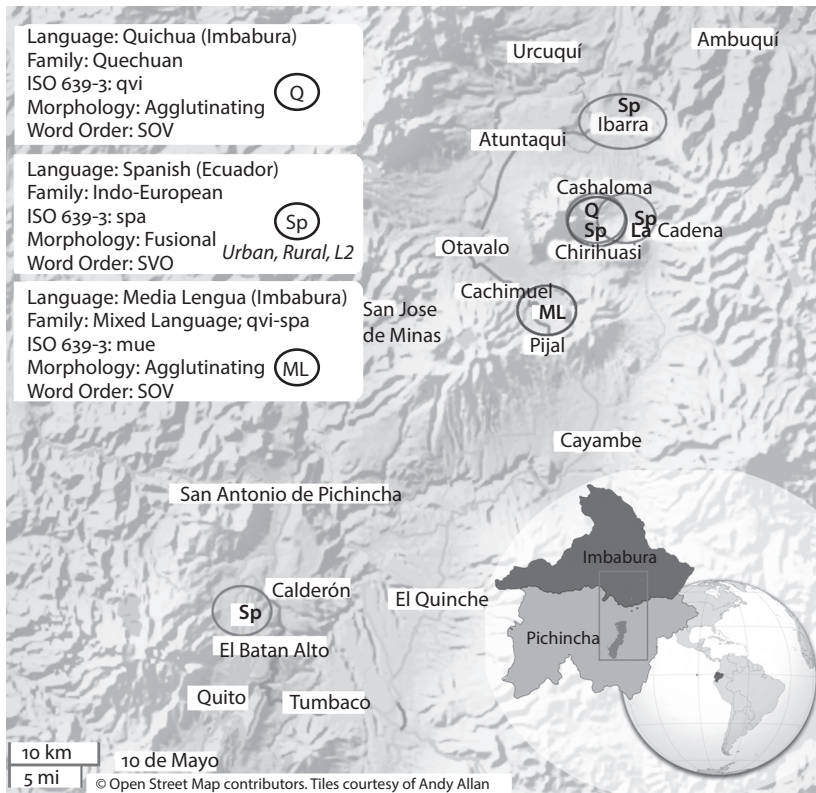 Language: Quichua (Imbabura)
Family: Quechuan
ISO 639-3: qvi
Q
Morphology: Agglutinating
Word Order: SOV
Language: Spanish (Ecuador)
Family: Indo-European
ISO 639-3: spa
Sp
Morphology: Fusional
Urban, Rural, L2
Word Order: SVO
Language: Media Lengua (Imbabura)
Family: Mixed Language; qvi-spa
ISO 639-3: mue
Morphology: Agglutinating
ML
Word Order: SOV
Ambuquí
Urcuquí
Sp
Ibarra
Atuntaqui
Cashaloma
Q
Sp
Sp
La Cadena
Otavalo
Chirihuasi
Cachimuel
San Jose
de Minas
ML
Pijal
Cayambe
San Antonio de Pichincha
Imbabura
Calderón
El Quinche
Sp
Pichincha
El Batan Alto
Quito
Tumbaco
10 km
5 mi
10 de Mayo
© Open Street Map contributors. Tiles courtesy of Andy Allan